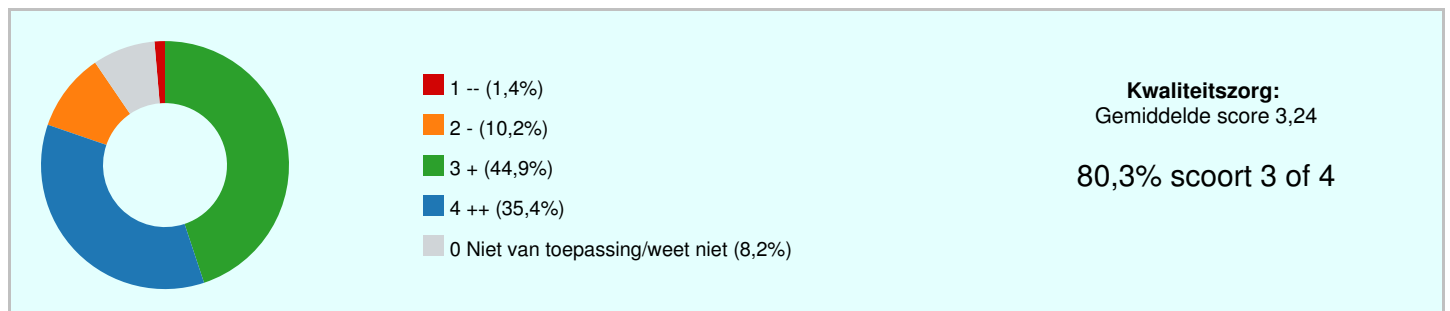 1 -- (1,4%)
2 - (10,2%)
3 + (44,9%)
4 ++ (35,4%)
0 Niet van toepassing/weet niet (8,2%)
Kwaliteitszorg:
Gemiddelde score 3,24
80,3% scoort 3 of 4